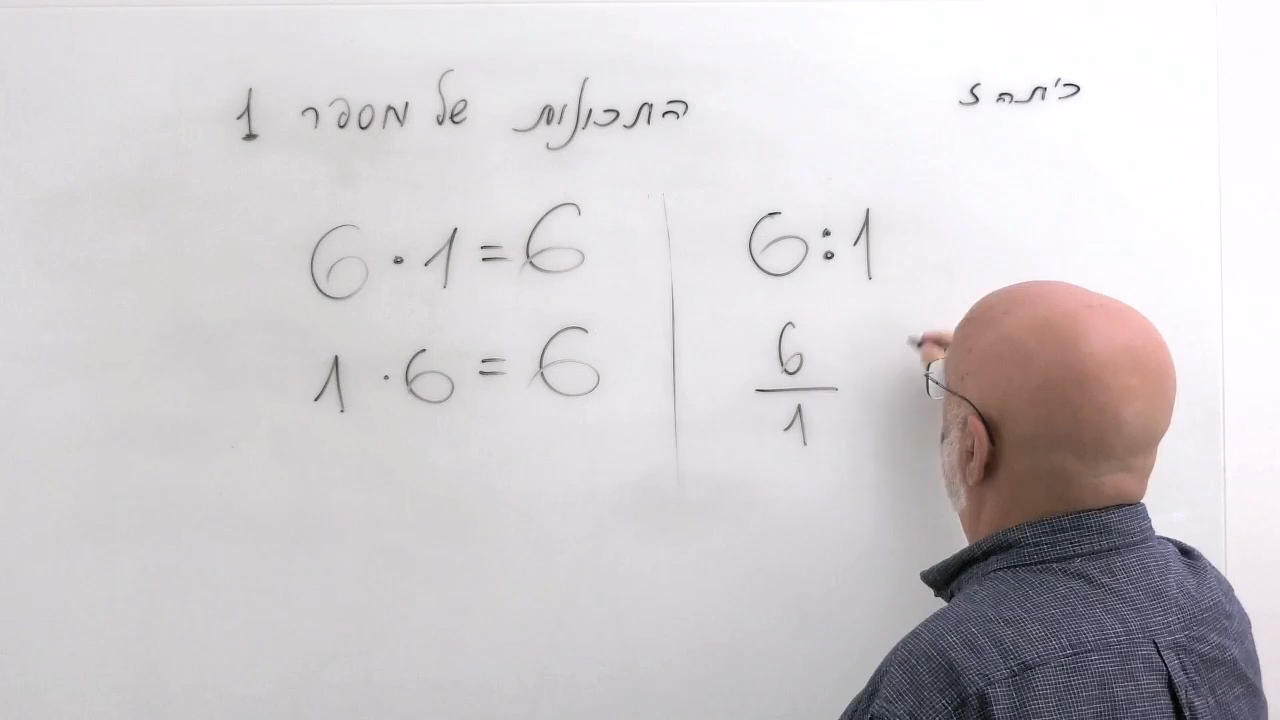 כיתה ז
התכונות של מספר 1
6 · 1 = 6
1 · 6 = 6
6 : 1
6
1